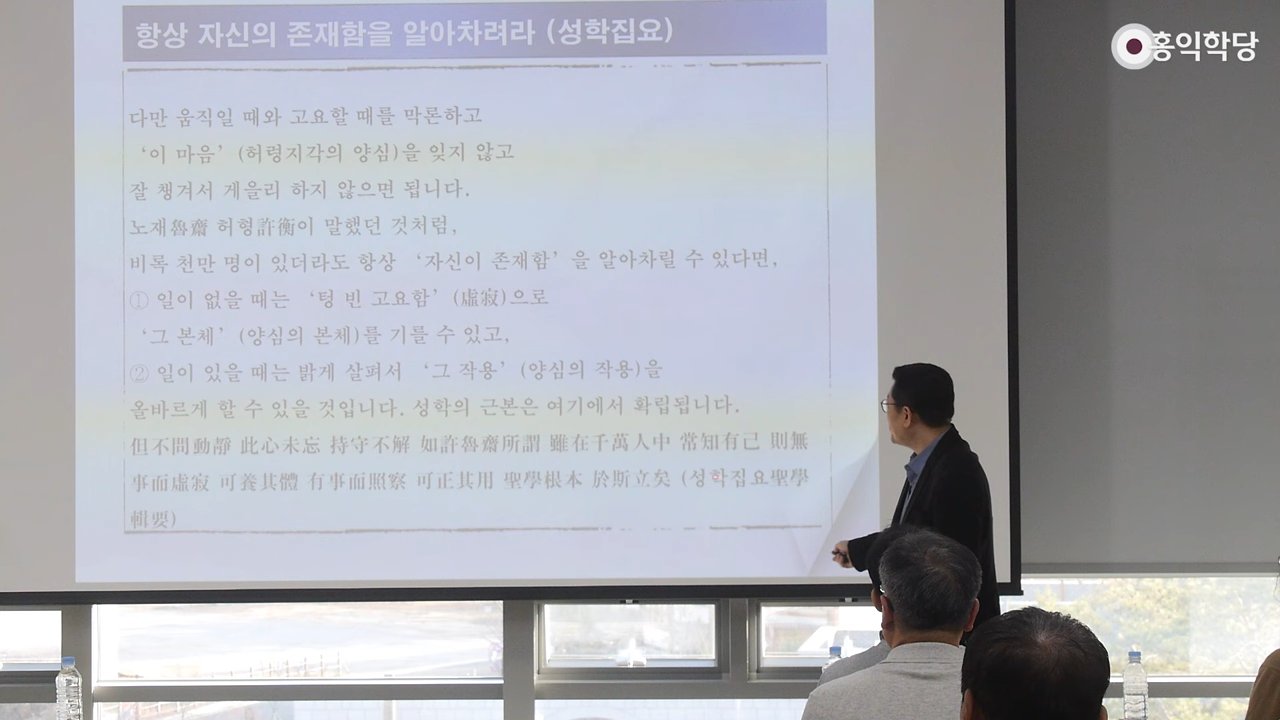 항상 자신의 존재함을 알아차려라 (성학집요)
홍익학당
다만 움직일 때와 고요할 때를 막론하고
‘이 마음’(허령지각의 양심)을 잊지 않고
잘 챙겨서 게을리 하지 않으면 됩니다.
노재魯齋 허형許衡이 말했던 것처럼,
비록 천만 명이 있더라도 항상 ‘자신이 존재함’을 알아차릴 수 있다면,
① 일이 없을 때는 ‘텅 빈 고요함’(虛寂)으로
‘그 본체’(양심의 본체)를 기를 수 있고,
② 일이 있을 때는 밝게 살펴서 ‘그 작용’(양심의 작용)을
올바르게 할 수 있을 것입니다. 성학의 근본은 여기에서 확립됩니다.
但不問動靜 此心未忘 持守不解 如許魯齋所謂 雖在千萬人中 常知有己 則無
事而虛寂 可養其體 有事而照察 可正其用 聖學根本 於斯立矣 (성학집요聖學
輯要)